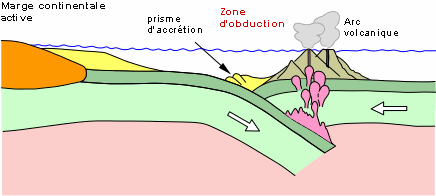 Marge continentale
active
prisme
d'accrétion
Zone
d'obduction
Arc
volcanique